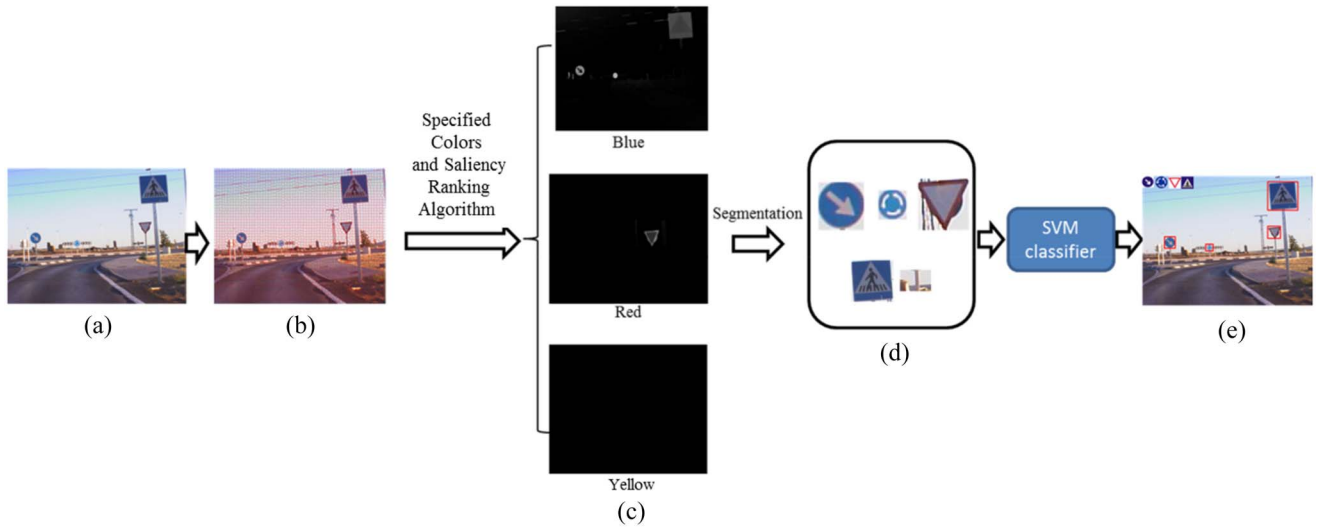 Specified
Colors
and Saliency
Ranking
Algorithm
Blue
Red
Yellow
Segmentation
SVM
classifier
(a)
(b)
(c)
(d)
(e)